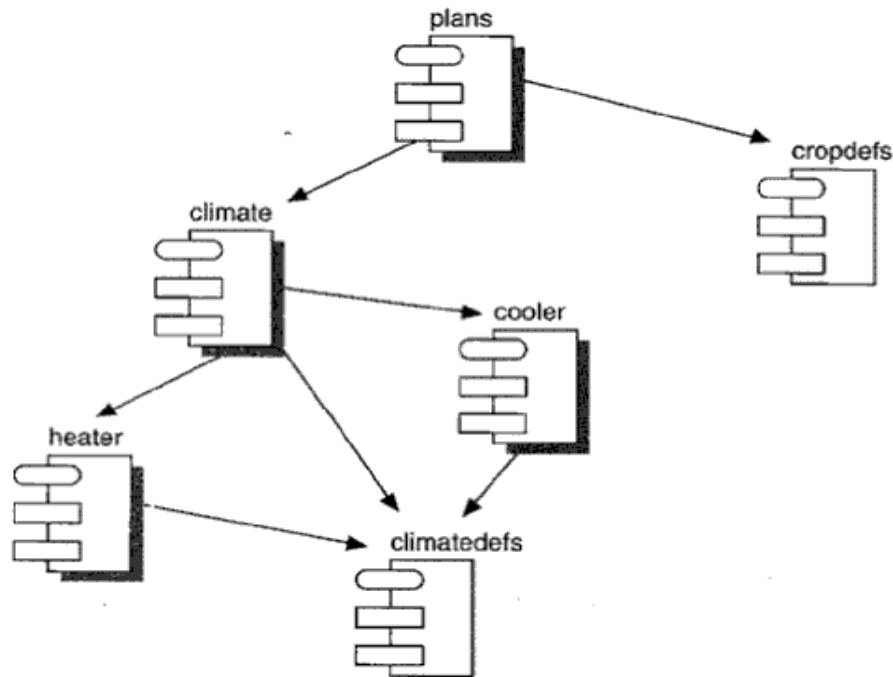 plans
cropdefs
climate
cooler
heater
climatedefs